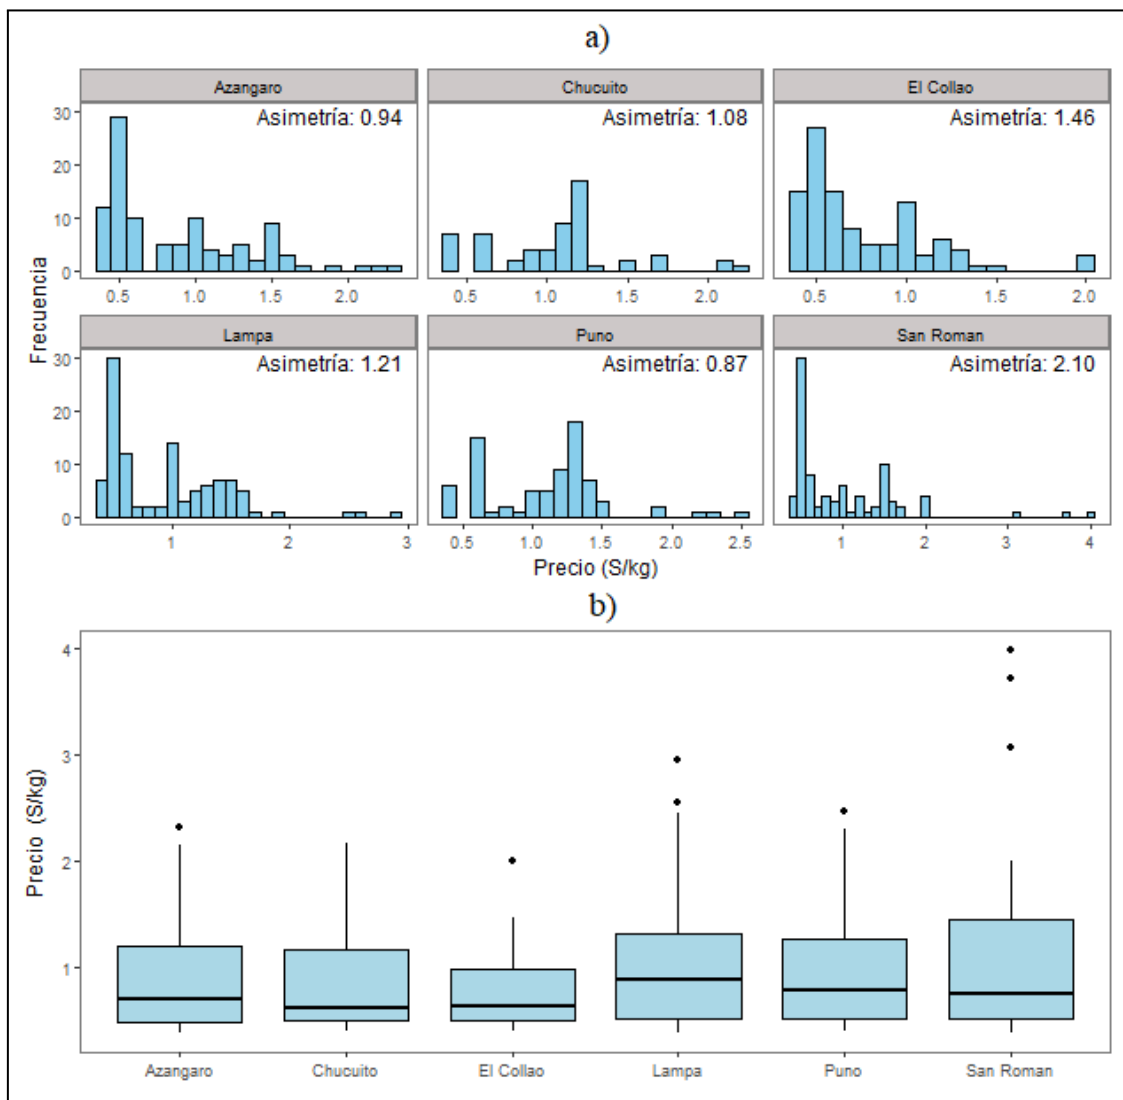 a)
Azangaro Chucuito El Collao
Asimetría: 0.94 Asimetría: 1.08 Asimetría: 1.46
30
20
10
0
0.5 1.0 1.5 2.0 0.5 1.0 1.5 2.0 0.5 1.0 1.5 2.0
Frecuencia
Lampa Puno San Roman
Asimetría: 1.21 Asimetría: 0.87 Asimetría: 2.10
30
20
10
0
1 2 3 0.5 1.0 1.5 2.0 2.5 1 2 3 4
Precio (S/kg)
b)
4
3
2
1
Precio (S/kg)
Azangaro Chucuito El Collao Lampa Puno San Roman